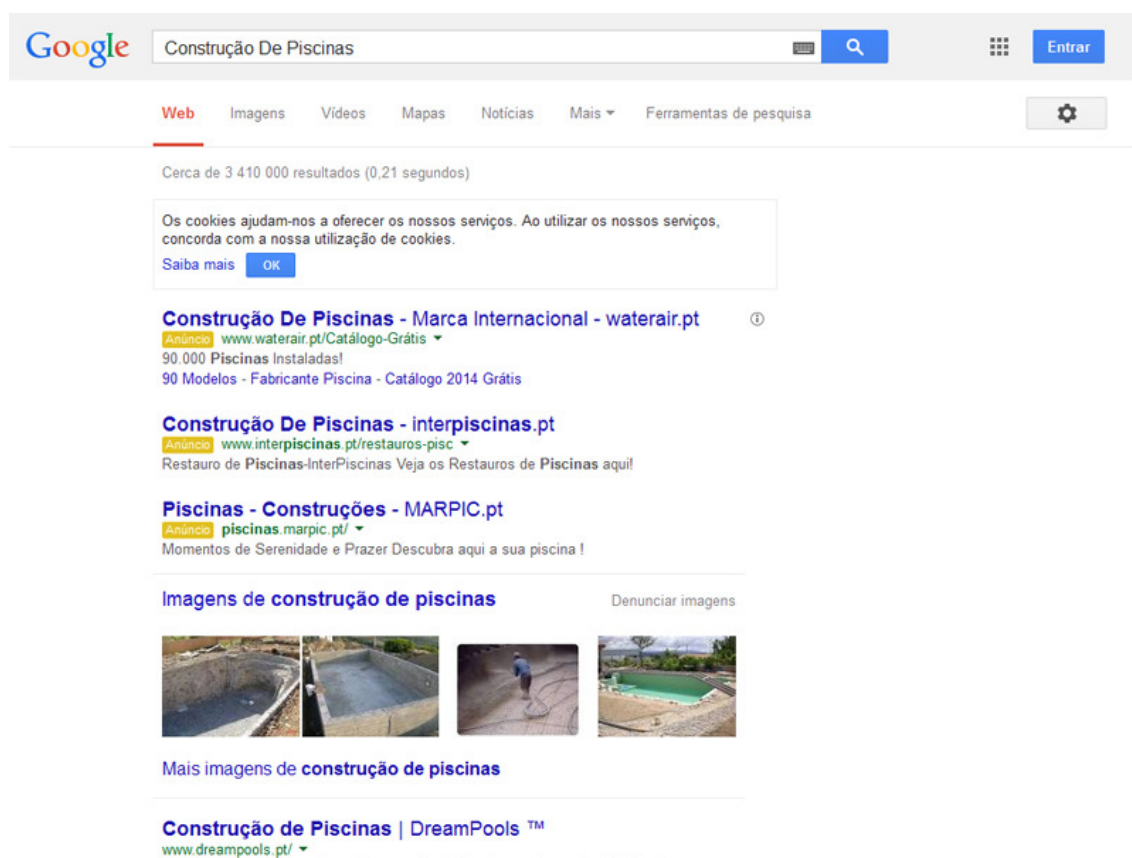 Google
Construção De Piscinas
Entrar
Web Imagens Vídeos Mapas Notícias Mais Ferramentas de pesquisa
Cerca de 3 410 000 resultados (0,21 segundos)
Os cookies ajudam-nos a oferecer os nossos serviços. Ao utilizar os nossos serviços,
concorda com a nossa utilização de cookies.
Saiba mais OK
Construção De Piscinas - Marca Internacional - waterair.pt
Anúncio www.waterair.pt/Catálogo-Grátis
90.000 Piscinas Instaladas!
90 Modelos - Fabricante Piscina - Catálogo 2014 Grátis
Construção De Piscinas - interpiscinas.pt
Anúncio www.interpiscinas.pt/restauros-pisc
Restauro de Piscinas-InterPiscinas Veja os Restauros de Piscinas aqui!
Piscinas - Construções - MARPIC.pt
Anúncio piscinas.marpic.pt/
Momentos de Serenidade e Prazer Descubra aqui a sua piscina !
Imagens de construção de piscinas Denunciar imagens
Mais imagens de construção de piscinas
Construção de Piscinas | DreamPools ™
www.dreampools.pt/